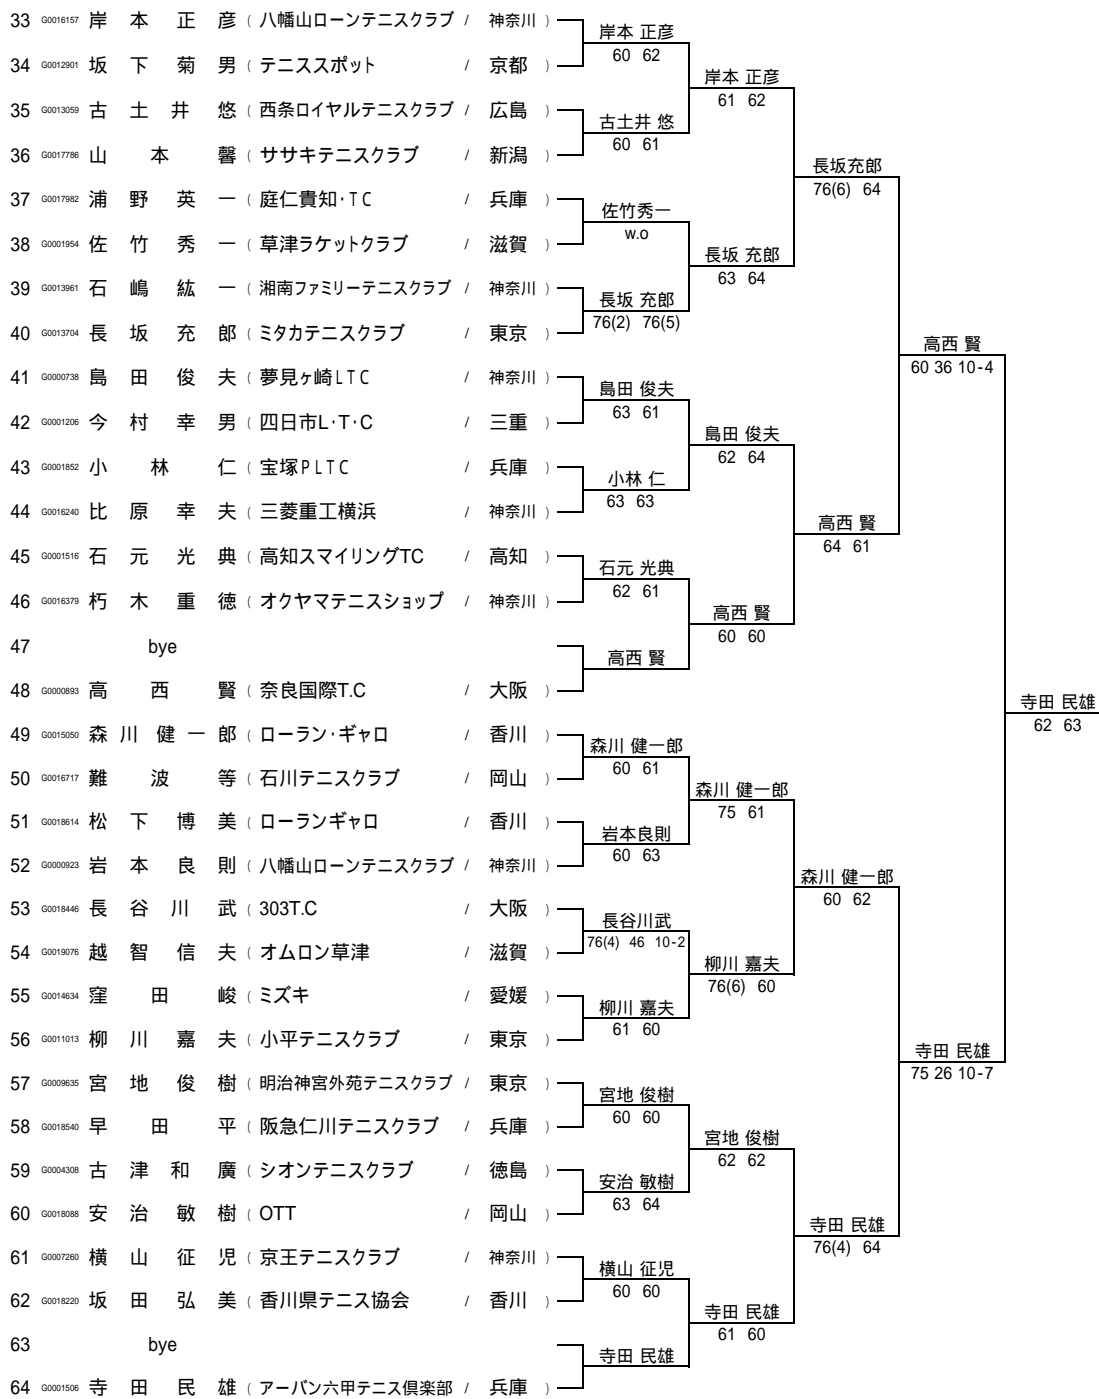 33 G0016157 岸 本 正 彦 ( 八幡山ローンテニスクラブ / 神奈川 )
岸本 正彦
60 62
34 G0012901 坂 下 菊 男 ( テニススポット / 京都 )
岸本 正彦
61 62
35 G0013059 古 土 井 悠 ( 西条ロイヤルテニスクラブ / 広島 )
古土井 悠
60 61
36 G0017786 山 本 馨 ( ササキテニスクラブ / 新潟 )
長坂充郎
76(6) 64
37 G0017982 浦 野 英 一 ( 庭仁貴知・TC / 兵庫 )
佐竹秀一
w.o
38 G0001954 佐 竹 秀 一 ( 草津ラケットクラブ / 滋賀 )
長坂 充郎
63 64
39 G0013961 石 嶋 紘 一 ( 湘南ファミリーテニスクラブ / 神奈川 )
長坂 充郎
76(2) 76(5)
40 G0013704 長 坂 充 郎 ( ミタカテニスクラブ / 東京 )
高西 賢
60 36 10-4
41 G0000738 島 田 俊 夫 ( 夢見ヶ崎LTC / 神奈川 )
島田 俊夫
63 61
42 G0001206 今 村 幸 男 ( 四日市L・T・C / 三重 )
島田 俊夫
62 64
43 G0001852 小 林 仁 ( 宝塚PLTC / 兵庫 )
小林 仁
63 63
44 G0016240 比 原 幸 夫 ( 三菱重工横浜 / 神奈川 )
高西 賢
64 61
45 G0001516 石 元 光 典 ( 高知スマイリングTC / 高知 )
石元 光典
62 61
46 G0016379 朽 木 重 徳 ( オクヤマテニスショップ / 神奈川 )
高西 賢
60 60
47 bye
高西 賢
48 G0000893 高 西 賢 ( 奈良国際T.C / 大阪 )
寺田 民雄
62 63
49 G0015050 森 川 健 一 郎 ( ローラン・ギャロ / 香川 )
森川 健一郎
60 61
50 G0016717 難 波 等 ( 石川テニスクラブ / 岡山 )
森川 健一郎
75 61
51 G0018614 松 下 博 美 ( ローランギャロ / 香川 )
岩本良則
60 63
52 G0000923 岩 本 良 則 ( 八幡山ローンテニスクラブ / 神奈川 )
森川 健一郎
60 62
53 G0018446 長 谷 川 武 ( 303T.C / 大阪 )
長谷川武
76(4) 46 10-2
54 G0019076 越 智 信 夫 ( オムロン草津 / 滋賀 )
柳川 嘉夫
76(6) 60
55 G0014634 窪 田 峻 ( ミズキ / 愛媛 )
柳川 嘉夫
61 60
56 G0011013 柳 川 嘉 夫 ( 小平テニスクラブ / 東京 )
寺田 民雄
75 26 10-7
57 G0009635 宮 地 俊 樹 ( 明治神宮外苑テニスクラブ / 東京 )
宮地 俊樹
60 60
58 G0018540 早 田 平 ( 阪急仁川テニスクラブ / 兵庫 )
宮地 俊樹
62 62
59 G0004308 古 津 和 廣 ( シオンテニスクラブ / 徳島 )
安治 敏樹
63 64
60 G0018088 安 治 敏 樹 ( OTT / 岡山 )
寺田 民雄
76(4) 64
61 G0007260 横 山 征 児 ( 京王テニスクラブ / 神奈川 )
横山 征児
60 60
62 G0018220 坂 田 弘 美 ( 香川県テニス協会 / 香川 )
寺田 民雄
61 60
63 bye
寺田 民雄
64 G0001506 寺 田 民 雄 ( アーバン六甲テニス倶楽部 / 兵庫 )